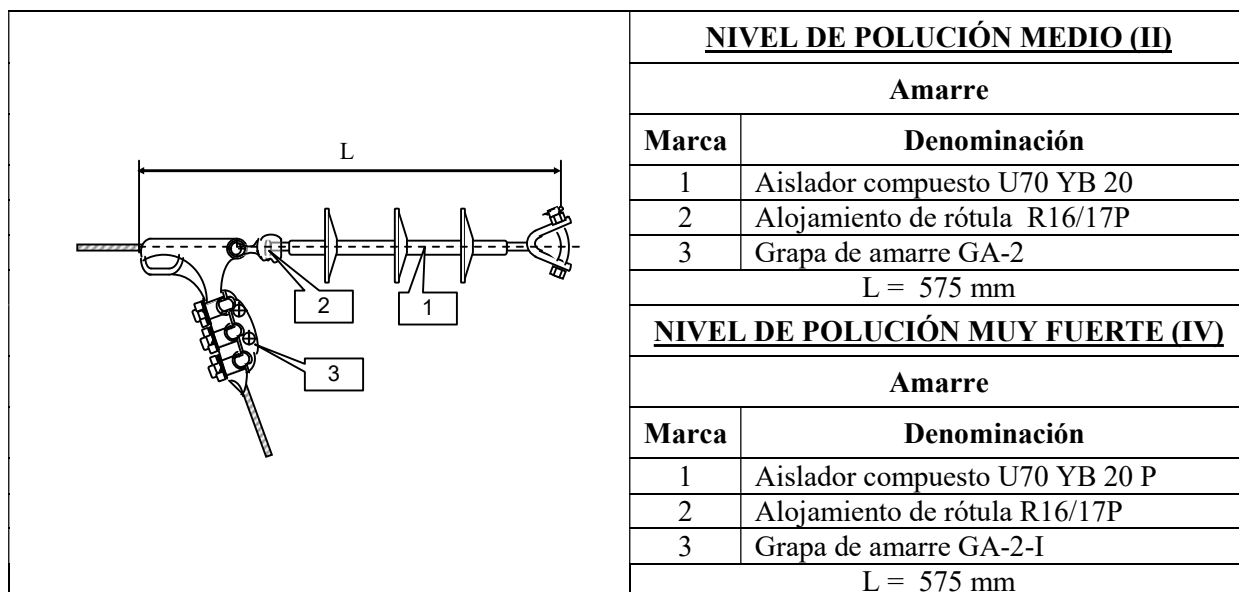 L
2
1
3
NIVEL DE POLUCIÓN MEDIO (II)
Amarre
Marca Denominación
1 Aislador compuesto U70 YB 20
2 Alojamiento de rótula R16/17P
3 Grapa de amarre GA-2
L = 575 mm
NIVEL DE POLUCIÓN MUY FUERTE (IV)
Amarre
Marca Denominación
1 Aislador compuesto U70 YB 20 P
2 Alojamiento de rótula R16/17P
3 Grapa de amarre GA-2-I
L = 575 mm